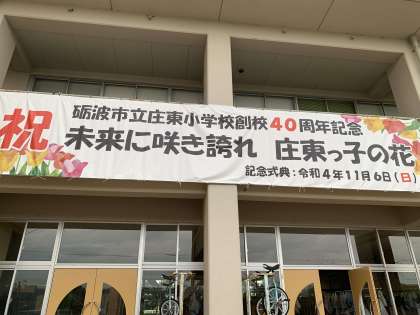 祝
砺波市立庄東小学校創校40周年記念
未来に咲き誇れ 庄東っ子の花
記念式典:令和4年11月6日(日)